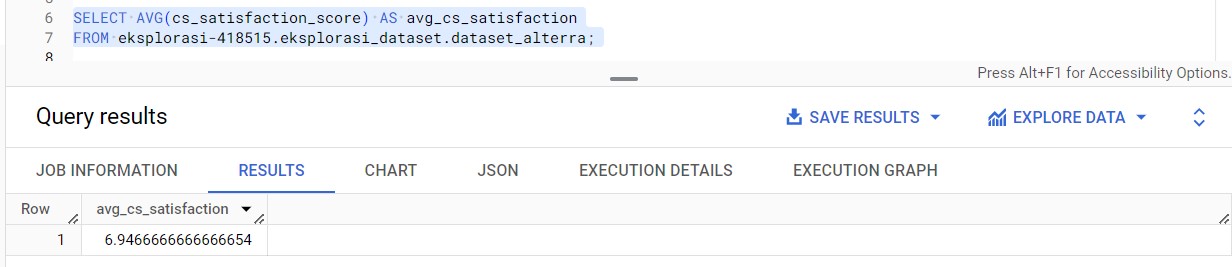 6 SELECT AVG(cs_satisfaction_score) AS avg_cs_satisfaction
7 FROM eksplorasi-418515.eksplorasi_dataset.dataset_alterra;
8
Press Alt+F1 for Accessibility Options.
Query results
SAVE RESULTS
EXPLORE DATA
JOB INFORMATION RESULTS CHART JSON EXECUTION DETAILS EXECUTION GRAPH
Row avg_cs_satisfaction
1 6.9466666666666654